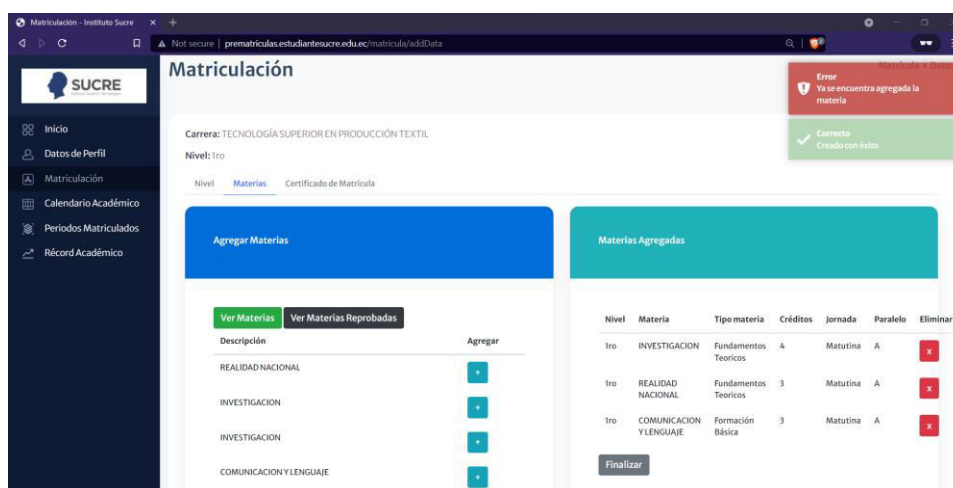 Matriculación - Instituto Sucre
Not secure | prematriculas.estudiantesucre.edu.ec/matricula/addData
SUCRE
Inicio
Datos de Perfil
Matriculación
Calendario Académico
Periodos Matriculados
Récord Académico
Matriculación
Matrícula
Error
Ya se encuentra agregada la
materia
Correcto
Creado con éxito
Carrera: TECNOLOGÍA SUPERIOR EN PRODUCCIÓN TEXTIL
Nivel: 1ro
Nivel Materias Certificado de Matrícula
Agregar Materias
Ver Materias Ver Materias Reprobadas
Descripción Agregar
REALIDAD NACIONAL +
INVESTIGACION +
INVESTIGACION +
COMUNICACION Y LENGUAJE +
Materias Agregadas
Nivel Materia Tipo materia Créditos Jornada Paralelo Eliminar
1ro INVESTIGACION Fundamentos 4 Matutina A x
Teoricos
1ro REALIDAD Fundamentos 3 Matutina A x
NACIONAL Teoricos
1ro COMUNICACION Formación 3 Matutina A x
Y LENGUAJE Básica
Finalizar